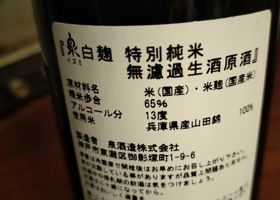 『泉 白麹 特別純米
イズミ
無濾過生酒原酒』
原材料名 米(国産)・米麹(国産米)
精米歩合 65%
アルコール分 13度
使用米 兵庫県産山田錦 100%
製造者 泉酒造株式会社
神戸市東灘区御影塚町1-9-6